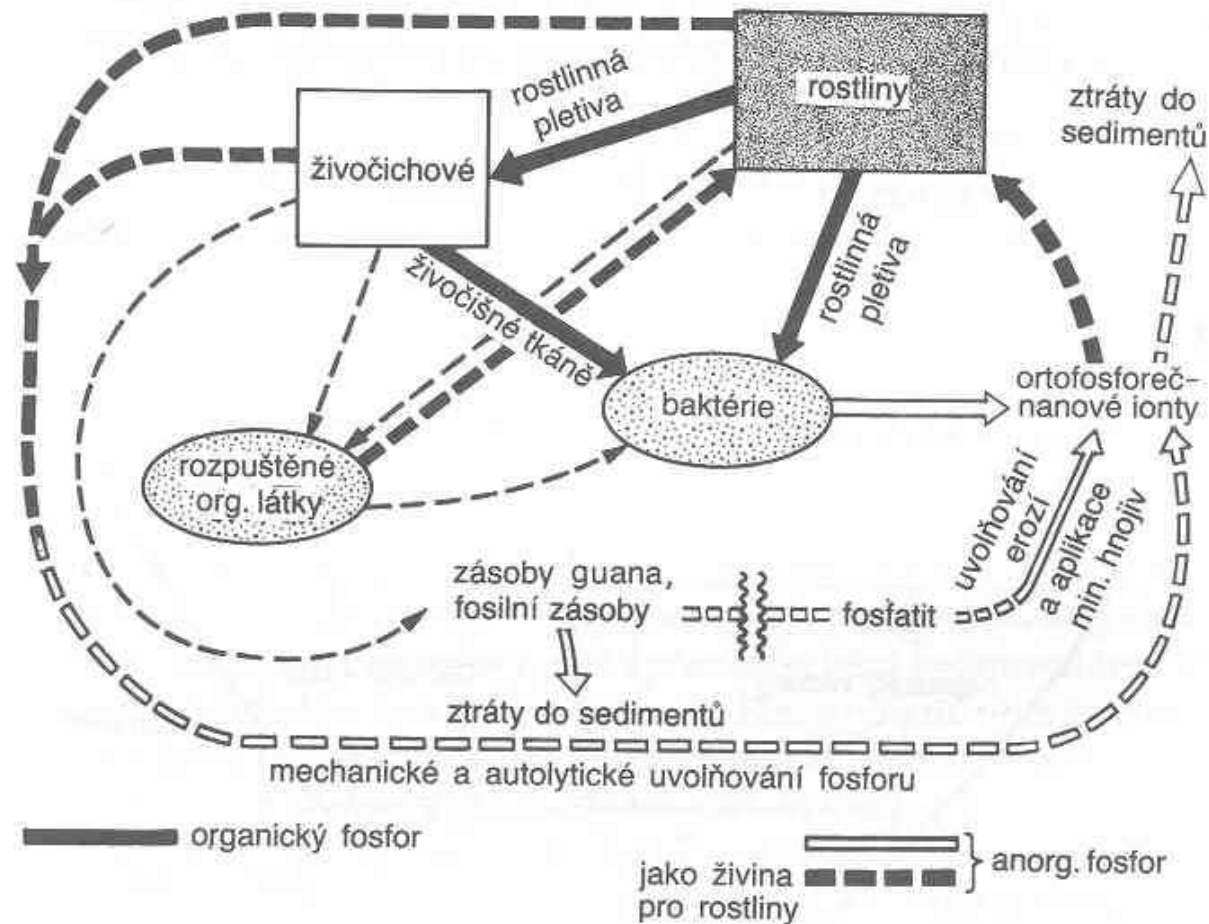 rostliny
rostlinná
pletiva
ztráty do
sedimentů
živočichové
rostlinná
pletiva
živočišné tkáně
baktérie
ortofosforeč-
nanové ionty
rozpuštěné
org. látky
uvolňování
erozí
a aplikace
min. hnojiv
zásoby guana,
fosilní zásoby
fosfatit
ztráty do sedimentů
mechanické a autolytické uvolňování fosforu
organický fosfor
anorg. fosfor
jako živina
pro rostliny